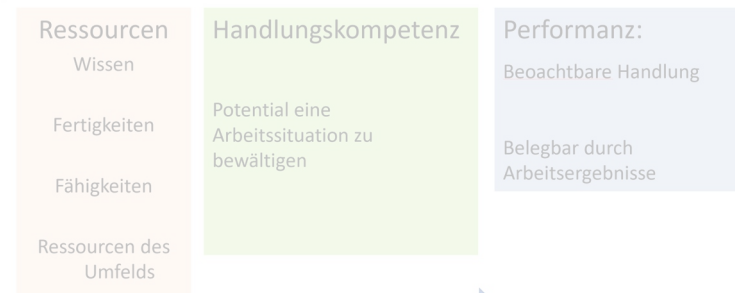 Ressourcen
Wissen
Fertigkeiten
Fähigkeiten
Ressourcen des
Umfelds
Handlungskompetenz
Potential eine
Arbeitssituation zu
bewältigen
Performanz:
Beoachtbare Handlung
Belegbar durch
Arbeitsergebnisse